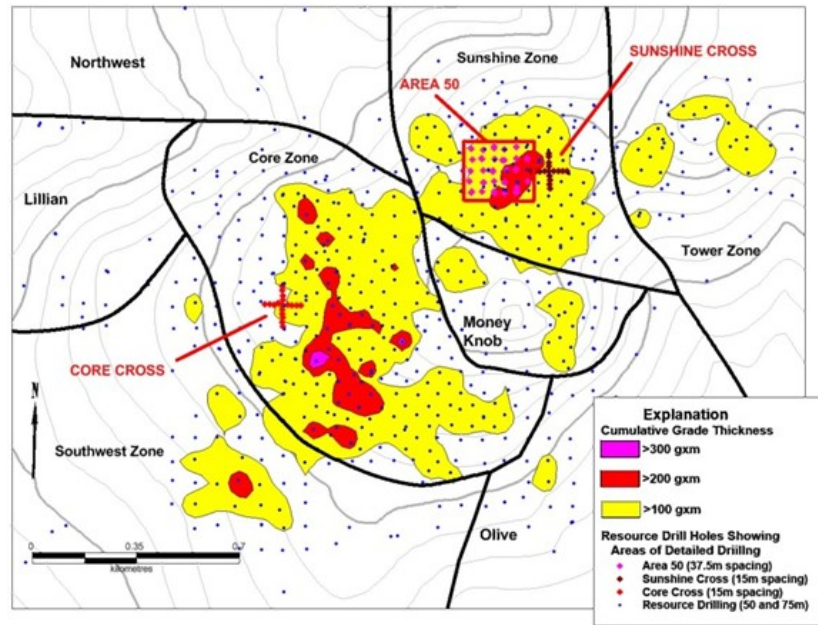 Northwest
Sunshine Zone
SUNSHINE CROSS
AREA 50
Core Zone
Lillian
Tower Zone
Money
Knob
CORE CROSS
N
Southwest Zone
Olive
0
0.35
0.7
kilometres
Explanation
Cumulative Grade Thickness
>300 gxm
>200 gxm
>100 gxm
Resource Drill Holes Showing
Areas of Detailed Driillng
Area 50 (37.5m spacing)
Sunshine Cross (15m spacing)
Core Cross (15m spacing)
Resource Drilling (50 and 75m)